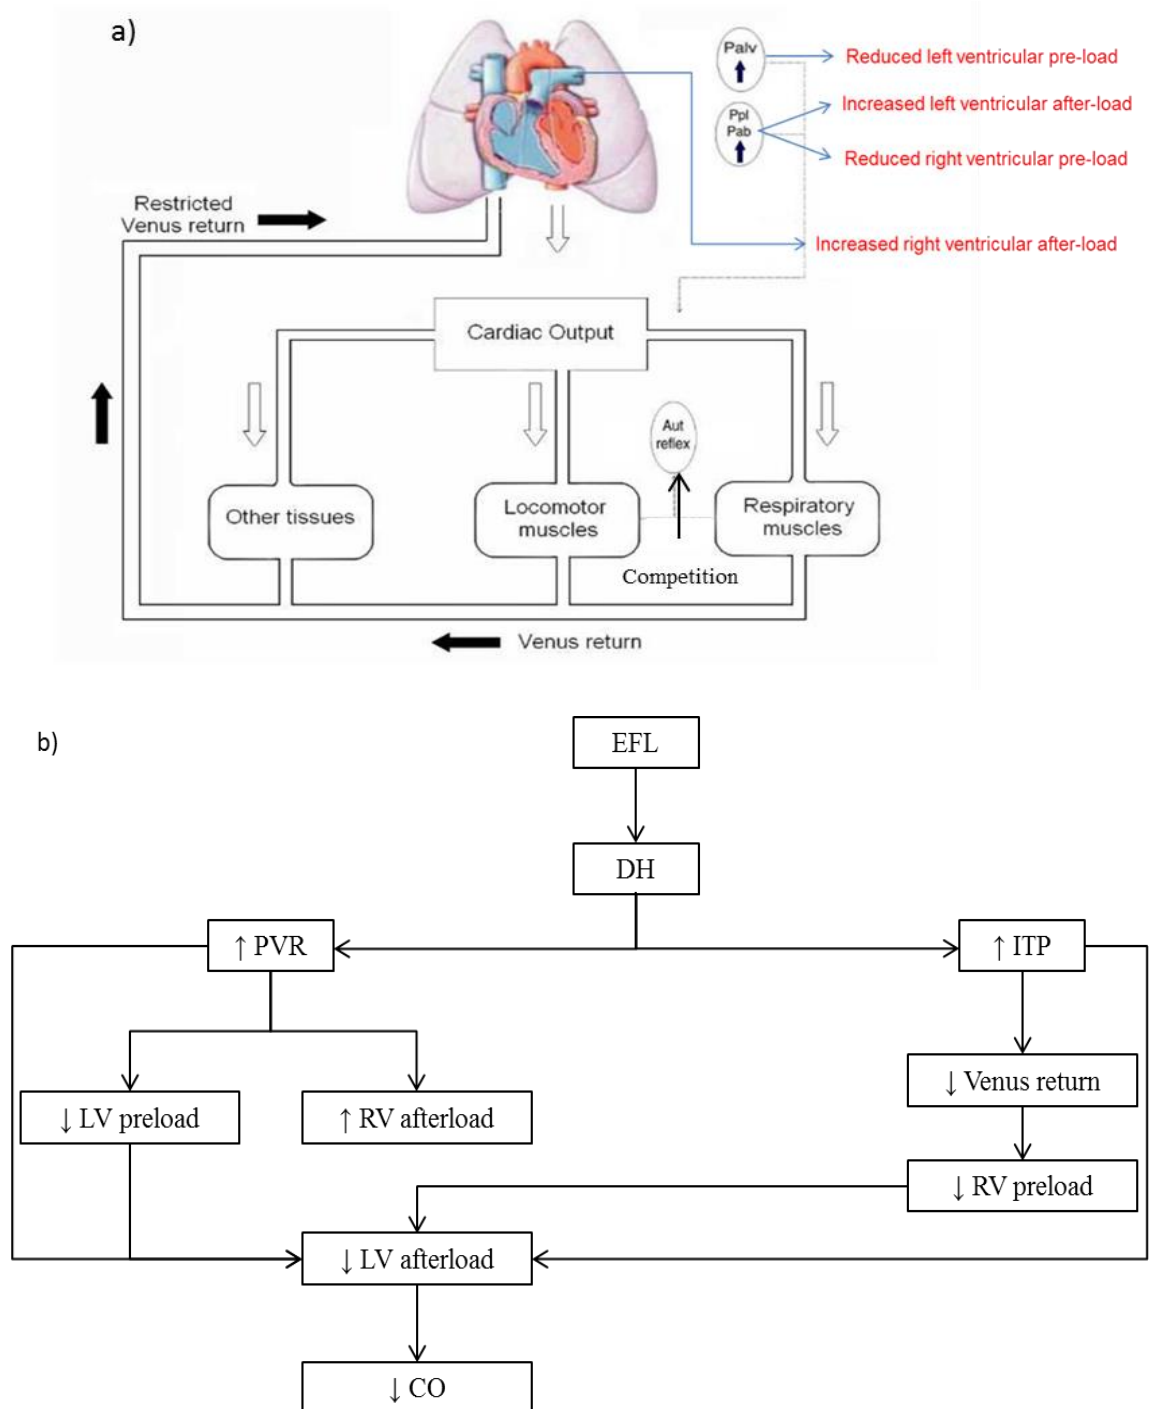 a)
Palv
Reduced left ventricular pre-load
Increased left ventricular after-load
Ppl
Pab
Reduced right ventricular pre-load
Restricted
Venus return
Increased right ventricular after-load
Cardiac Output
Aut
reflex
Other tissues
Locomotor
muscles
Respiratory
muscles
Competition
Venus return
b)
EFL
DH
↑ PVR
↑ ITP
↓ Venus return
↓ LV preload
↑ RV afterload
↓ RV preload
↓ LV afterload
↓ CO